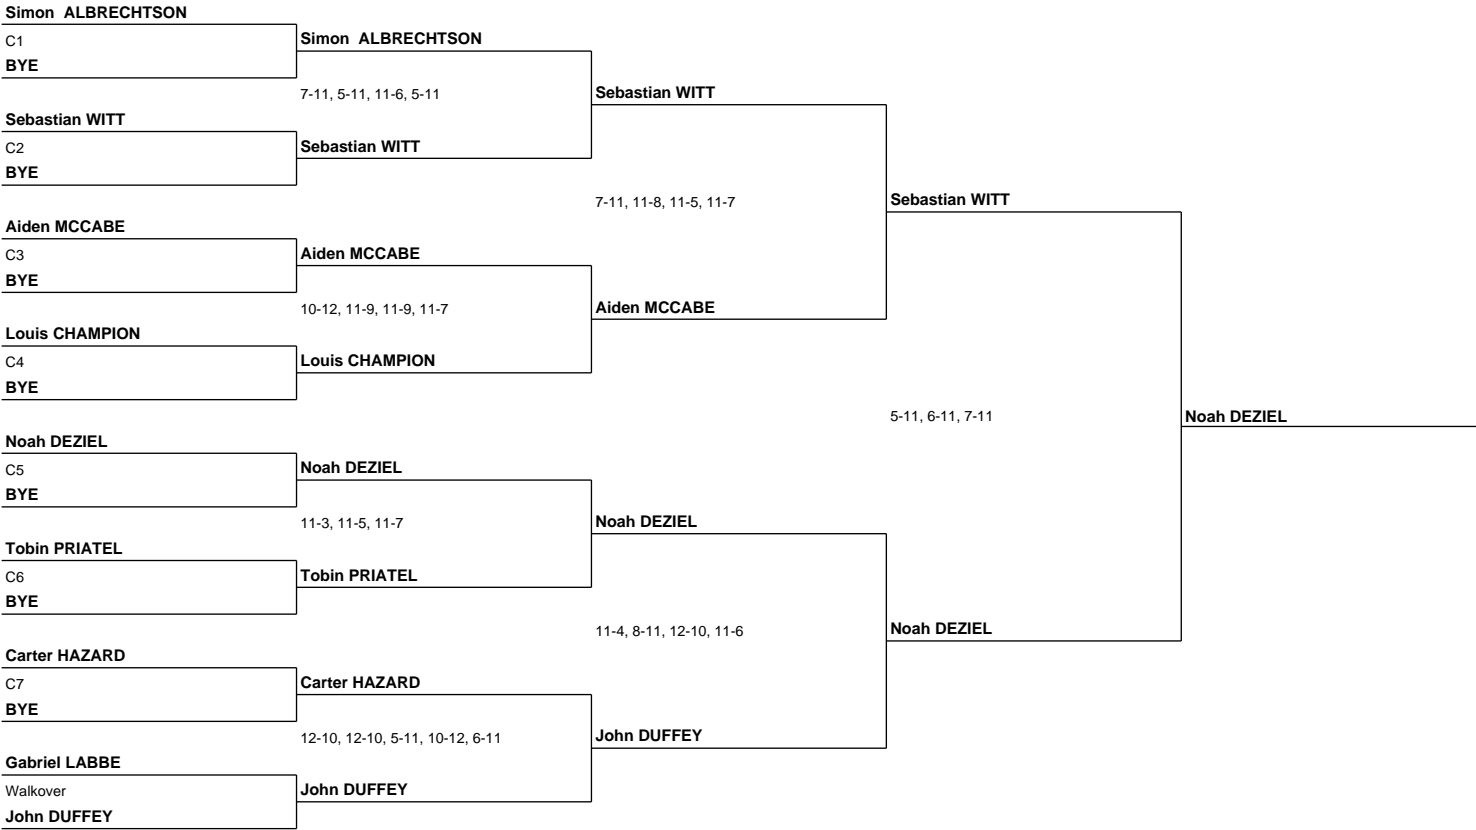 Simon  ALBRECHTSON
C1
BYE
Sebastian WITT
C2
BYE
Aiden MCCABE
C3
BYE
Louis CHAMPION
C4
BYE
Noah DEZIEL
C5
BYE
Tobin PRIATEL
C6
BYE
Carter HAZARD
C7
BYE
Gabriel LABBE
Walkover
John DUFFEY
Simon  ALBRECHTSON
7-11, 5-11, 11-6, 5-11
Sebastian WITT
Aiden MCCABE
10-12, 11-9, 11-9, 11-7
Louis CHAMPION
Noah DEZIEL
11-3, 11-5, 11-7
Tobin PRIATEL
Carter HAZARD
12-10, 12-10, 5-11, 10-12, 6-11
John DUFFEY
Sebastian WITT
7-11, 11-8, 11-5, 11-7
Aiden MCCABE
Noah DEZIEL
11-4, 8-11, 12-10, 11-6
John DUFFEY
Sebastian WITT
5-11, 6-11, 7-11
Noah DEZIEL
Noah DEZIEL